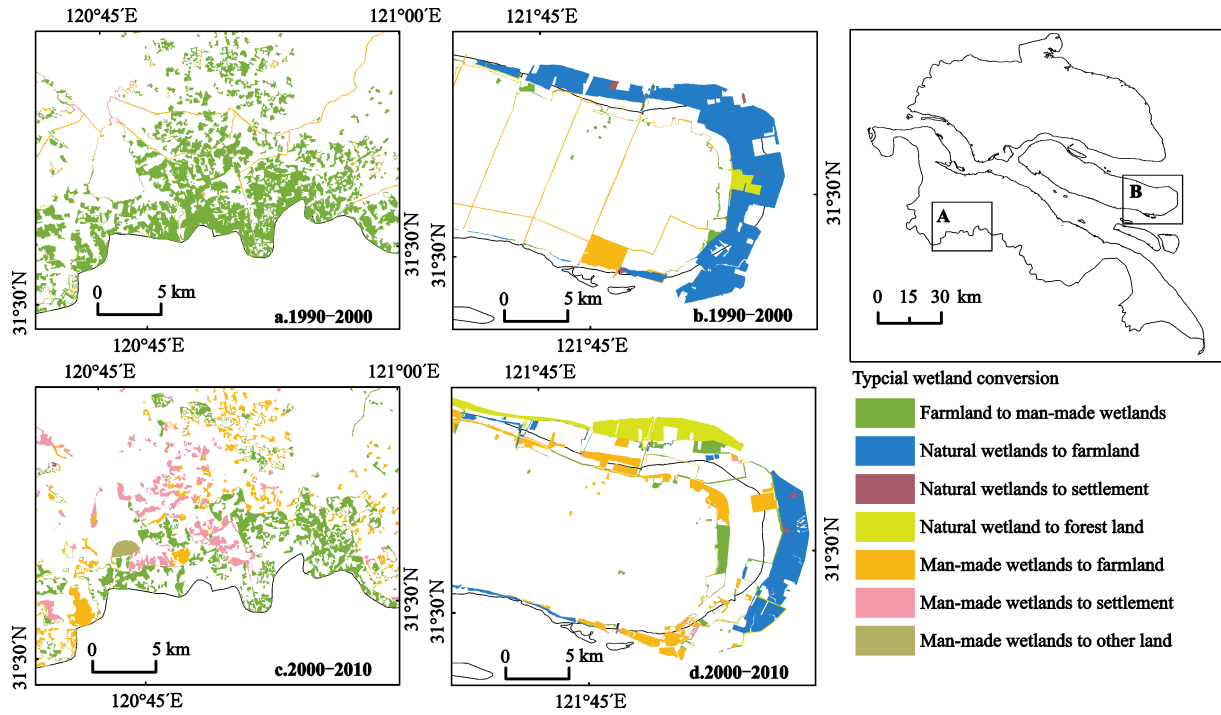 120°45′E
121°00′E
121°45′E
31°30′N
0 5 km
a.1990−2000
31°30′N
120°45′E
31°30′N
0 5 km
b.1990−2000
31°30′N
121°45′E
A
B
0 15 30 km
120°45′E
121°00′E
121°45′E
31°30′N
0 5 km
c.2000−2010
31°30′N
120°45′E
0 5 km
d.2000−2010
31°30′N
121°45′E
Typcial wetland conversion
Farmland to man-made wetlands
Natural wetlands to farmland
Natural wetlands to settlement
Natural wetland to forest land
Man-made wetlands to farmland
Man-made wetlands to settlement
Man-made wetlands to other land